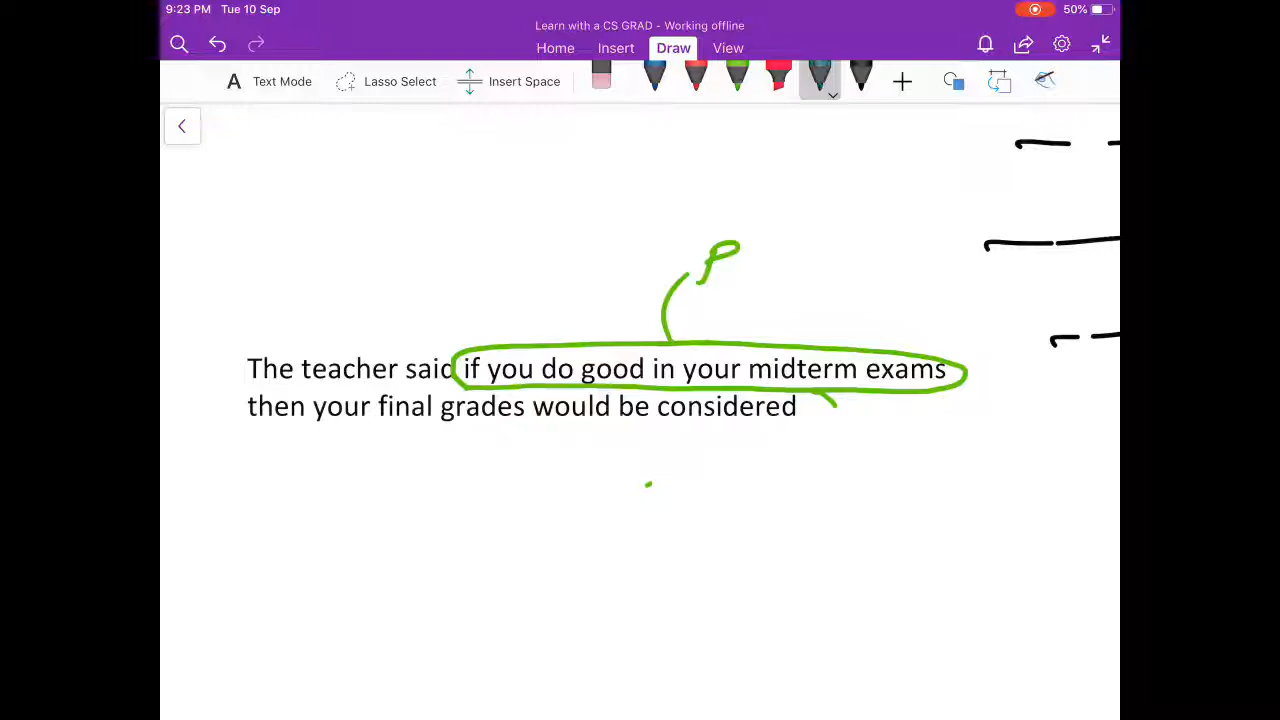 9:23 PM Tue 10 Sep
50%
Learn with a CS GRAD - Working offline
Home Insert Draw View
A Text Mode Lasso Select Insert Space
P
The teacher said if you do good in your midterm exams
then your final grades would be considered